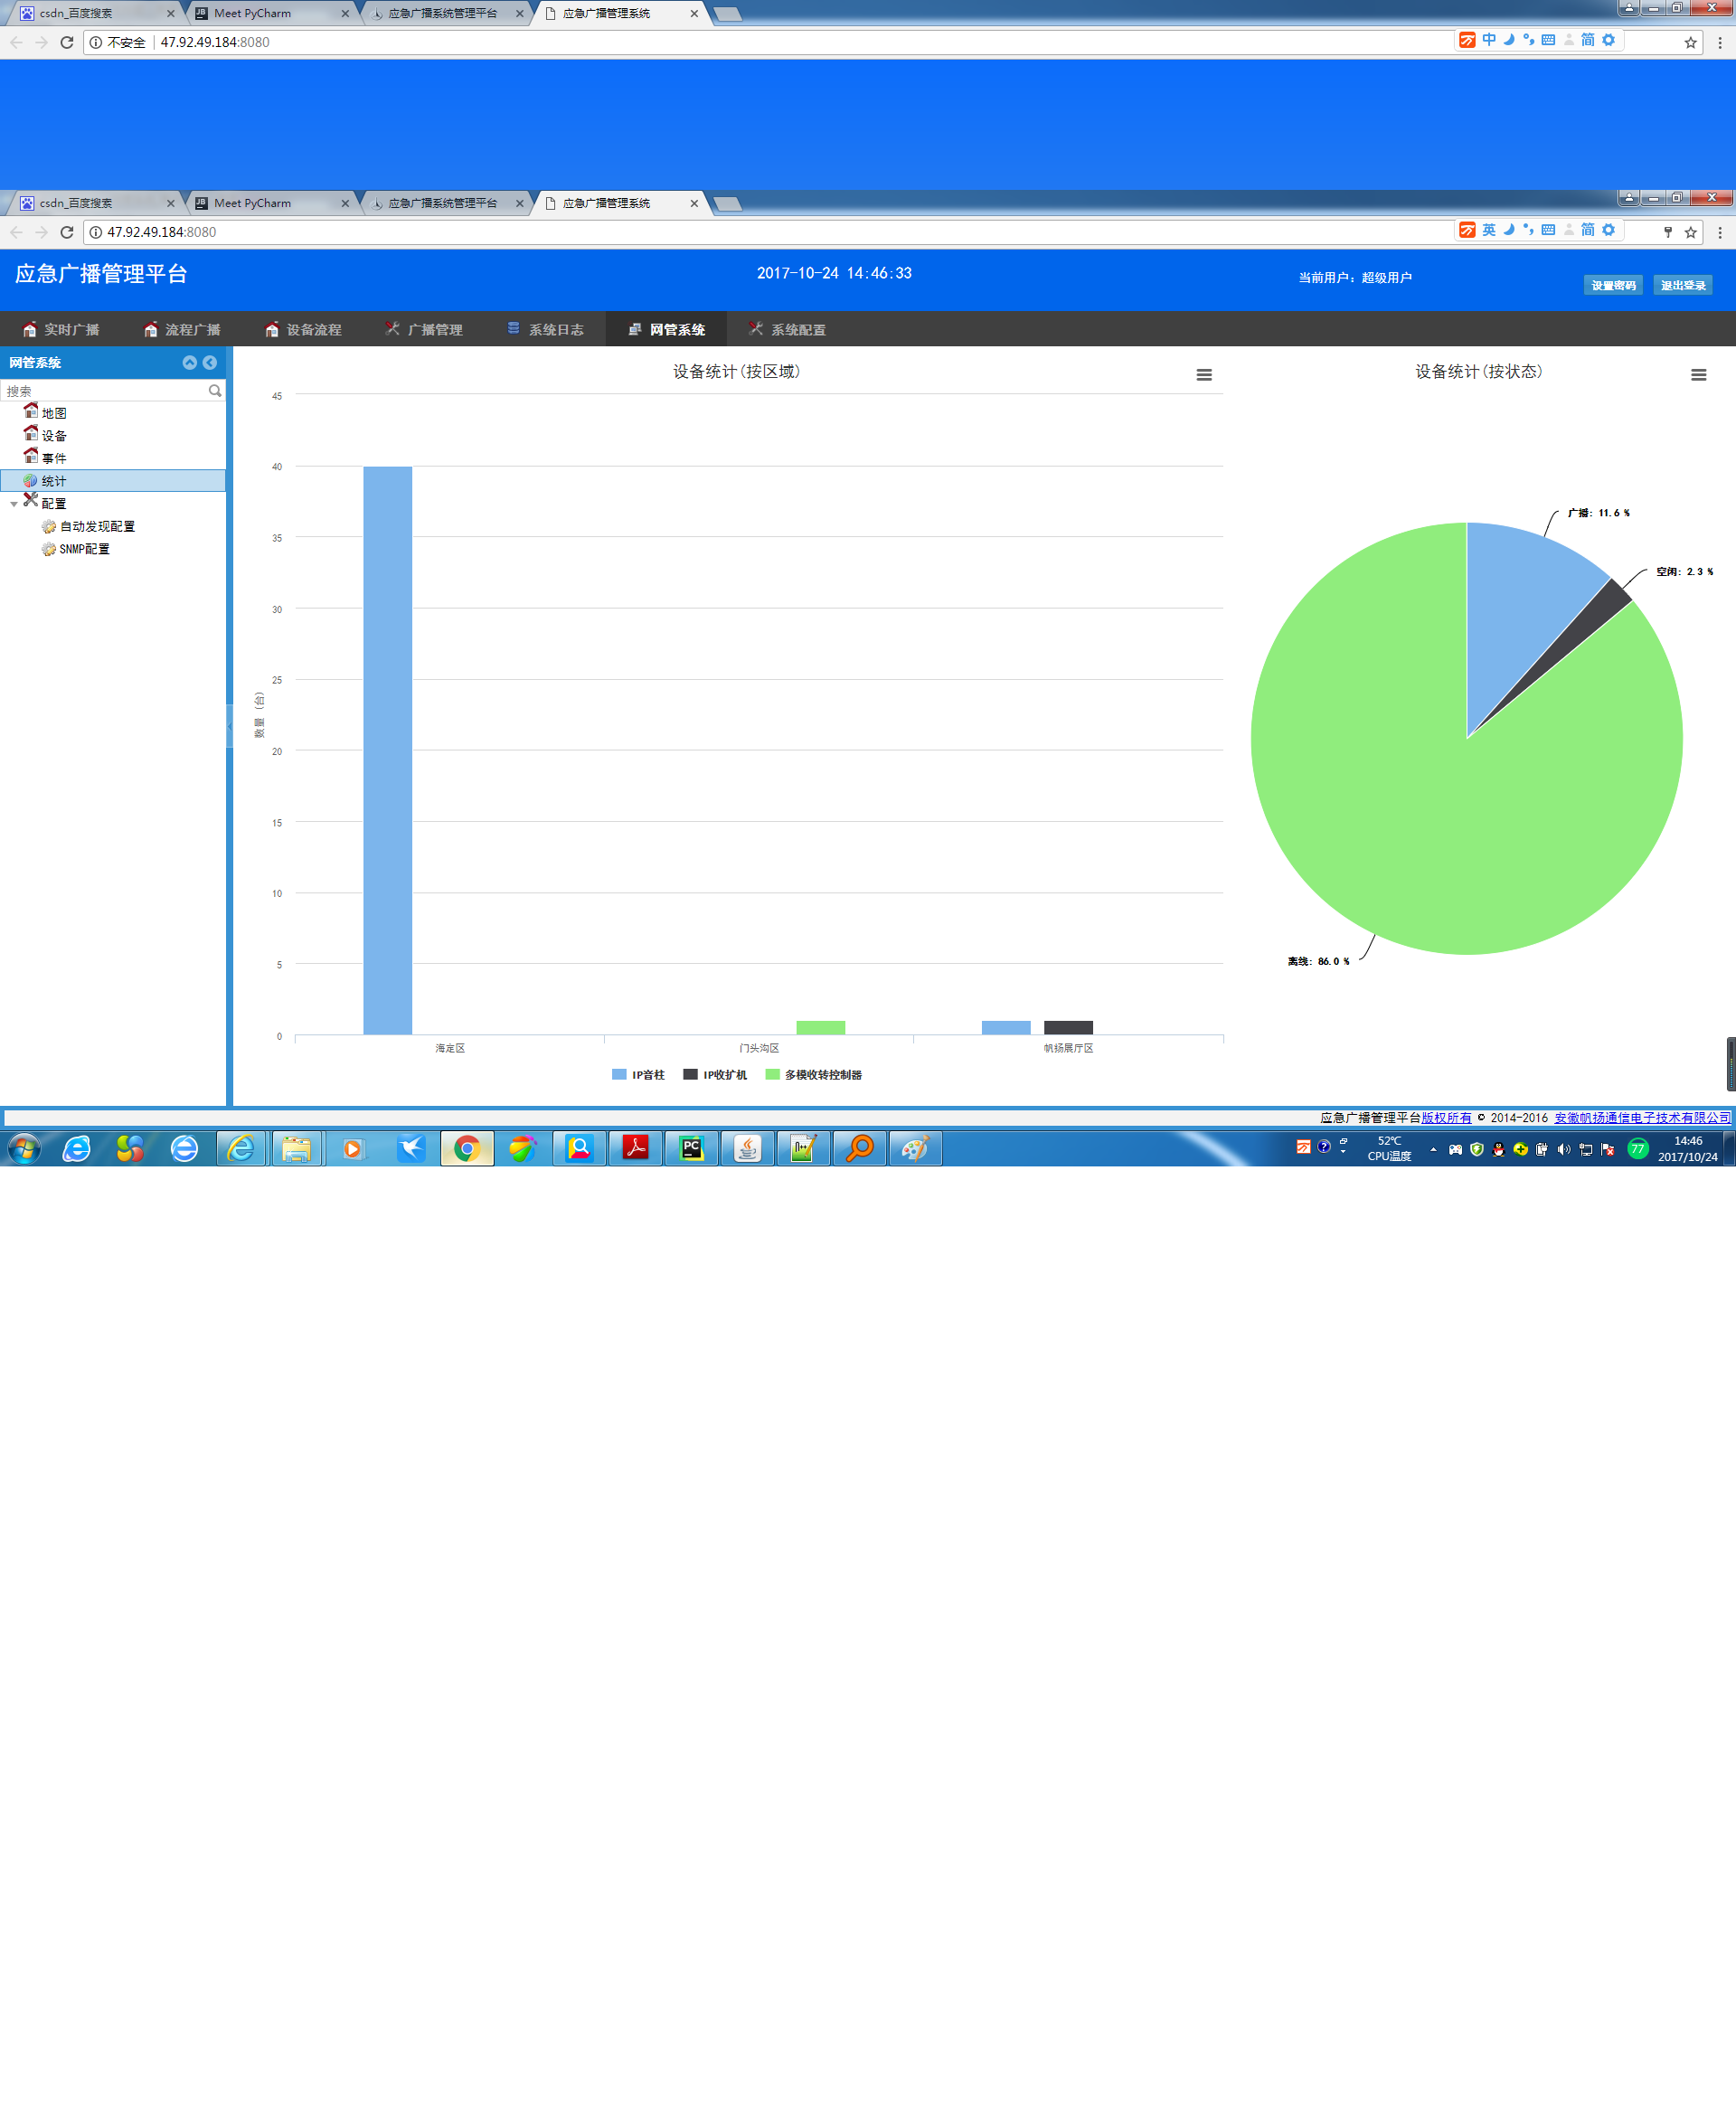 csdn_百度搜索
Meet PyCharm
应急广播系统管理平台
应急广播管理系统
不安全 47.92.49.184:8080
中 简
csdn_百度搜索
Meet PyCharm
应急广播系统管理平台
应急广播管理系统
47.92.49.184:8080
英 简
应急广播管理平台
2017-10-24 14:46:33
当前用户：超级用户
设置密码
退出登录
实时广播
流程广播
设备流程
广播管理
系统日志
网管系统
系统配置
网管系统
搜索
地图
设备
事件
统计
配置
自动发现配置
SNMP配置
设备统计(按区域)
45
40
35
30
25
20
15
10
5
0
数量 (台)
海定区
门头沟区
帆扬展厅区
IP音柱
IP收扩机
多模收转控制器
设备统计(按状态)
广播: 11.6 %
空闲: 2.3 %
离线: 86.0 %
应急广播管理平台版权所有 © 2014-2016 安徽帆扬通信电子技术有限公司
52℃
CPU温度
77
14:46
2017/10/24